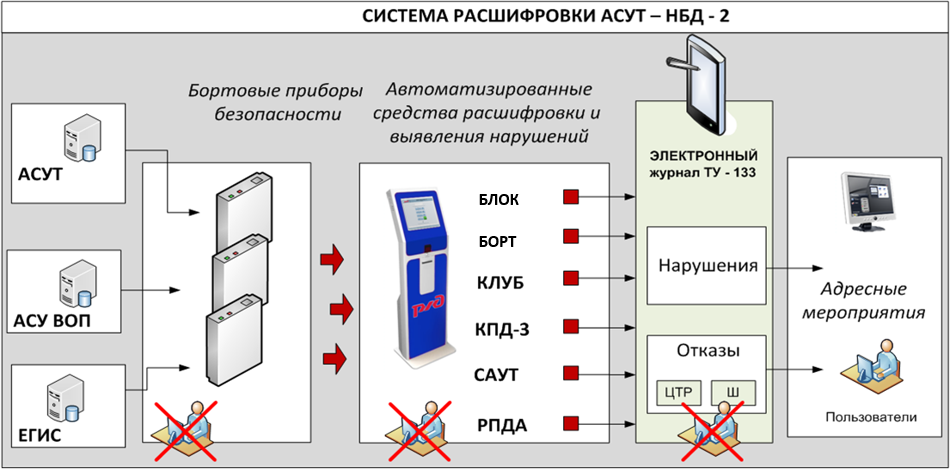 СИСТЕМА РАСШИФРОВКИ АСУТ – НБД - 2
Бортовые приборы
безопасности
Автоматизированные
средства расшифровки и
выявления нарушений
АСУТ
АСУ ВОП
ЕГИС
РЖД
БЛОК
БОРТ
КЛУБ
КПД-3
САУТ
РПДА
ЭЛЕКТРОННЫЙ
журнал ТУ - 133
Нарушения
Отказы
ЦТР
Ш
Адресные
мероприятия
Пользователи